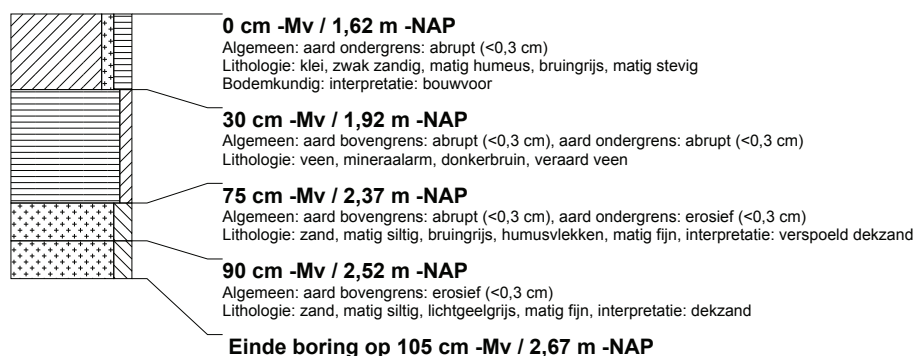 0 cm -Mv / 1,62 m -NAP
Algemeen: aard ondergrens: abrupt (<0,3 cm)
Lithologie: klei, zwak zandig, matig humeus, bruingrijs, matig stevig
Bodemkundig: interpretatie: bouwvoor
30 cm -Mv / 1,92 m -NAP
Algemeen: aard bovengrens: abrupt (<0,3 cm), aard ondergrens: abrupt (<0,3 cm)
Lithologie: veen, mineraalarm, donkerbruin, veraard veen
75 cm -Mv / 2,37 m -NAP
Algemeen: aard bovengrens: abrupt (<0,3 cm), aard ondergrens: erosief (<0,3 cm)
Lithologie: zand, matig siltig, bruingrijs, humusvlekken, matig fijn, interpretatie: verspoeld dekzand
90 cm -Mv / 2,52 m -NAP
Algemeen: aard bovengrens: erosief (<0,3 cm)
Lithologie: zand, matig siltig, lichtgeelgrijs, matig fijn, interpretatie: dekzand
Einde boring op 105 cm -Mv / 2,67 m -NAP